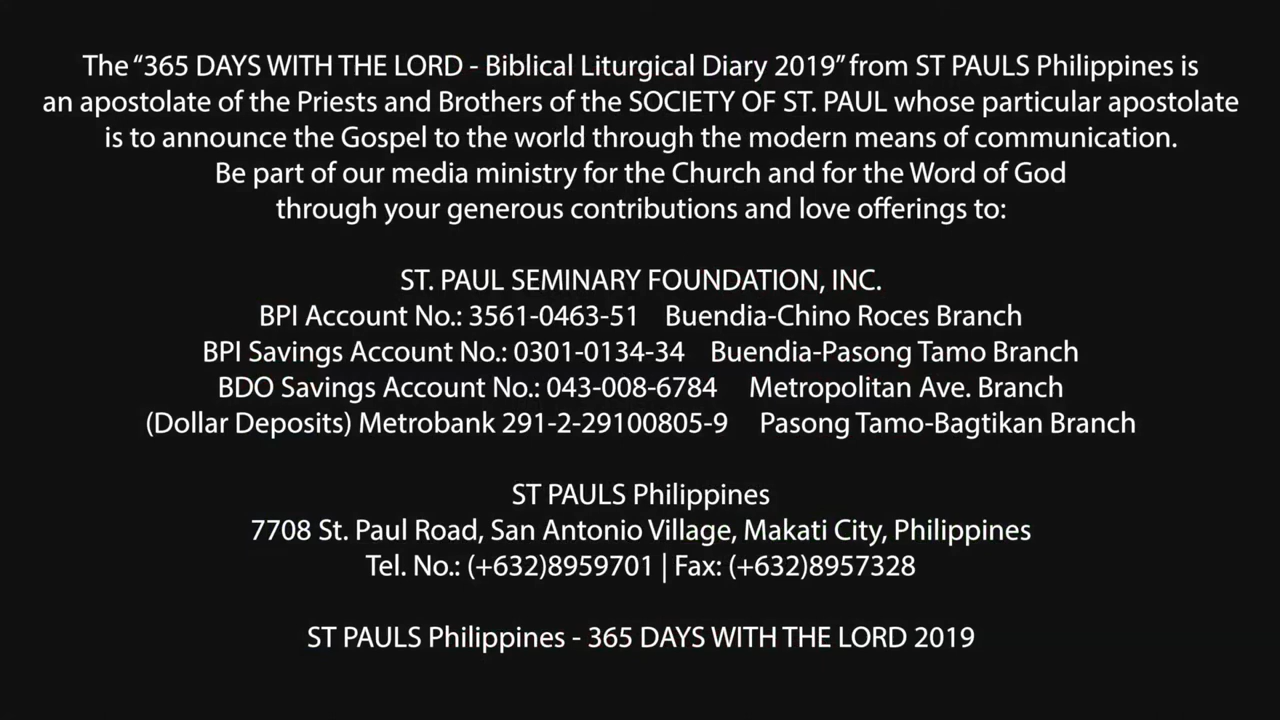 The “365 DAYS WITH THE LORD - Biblical Liturgical Diary 2019” from ST PAULS Philippines is
an apostolate of the Priests and Brothers of the SOCIETY OF ST. PAUL whose particular apostolate
is to announce the Gospel to the world through the modern means of communication.
Be part of our media ministry for the Church and for the Word of God
through your generous contributions and love offerings to:
ST. PAUL SEMINARY FOUNDATION, INC.
BPI Account No.: 3561-0463-51 Buendia-Chino Roces Branch
BPI Savings Account No.: 0301-0134-34 Buendia-Pasong Tamo Branch
BDO Savings Account No.: 043-008-6784 Metropolitan Ave. Branch
(Dollar Deposits) Metrobank 291-2-29100805-9 Pasong Tamo-Bagtikan Branch
ST PAULS Philippines
7708 St. Paul Road, San Antonio Village, Makati City, Philippines
Tel. No.: (+632)8959701 | Fax: (+632)8957328
ST PAULS Philippines - 365 DAYS WITH THE LORD 2019